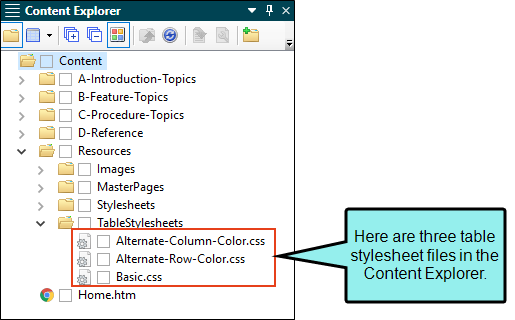 Content Explorer
Content
A-Introduction-Topics
B-Feature-Topics
C-Procedure-Topics
D-Reference
Resources
Images
MasterPages
Stylesheets
TableStylesheets
Alternate-Column-Color.css
Alternate-Row-Color.css
Basic.css
Home.htm
Here are three table
stylesheet files in the
Content Explorer.